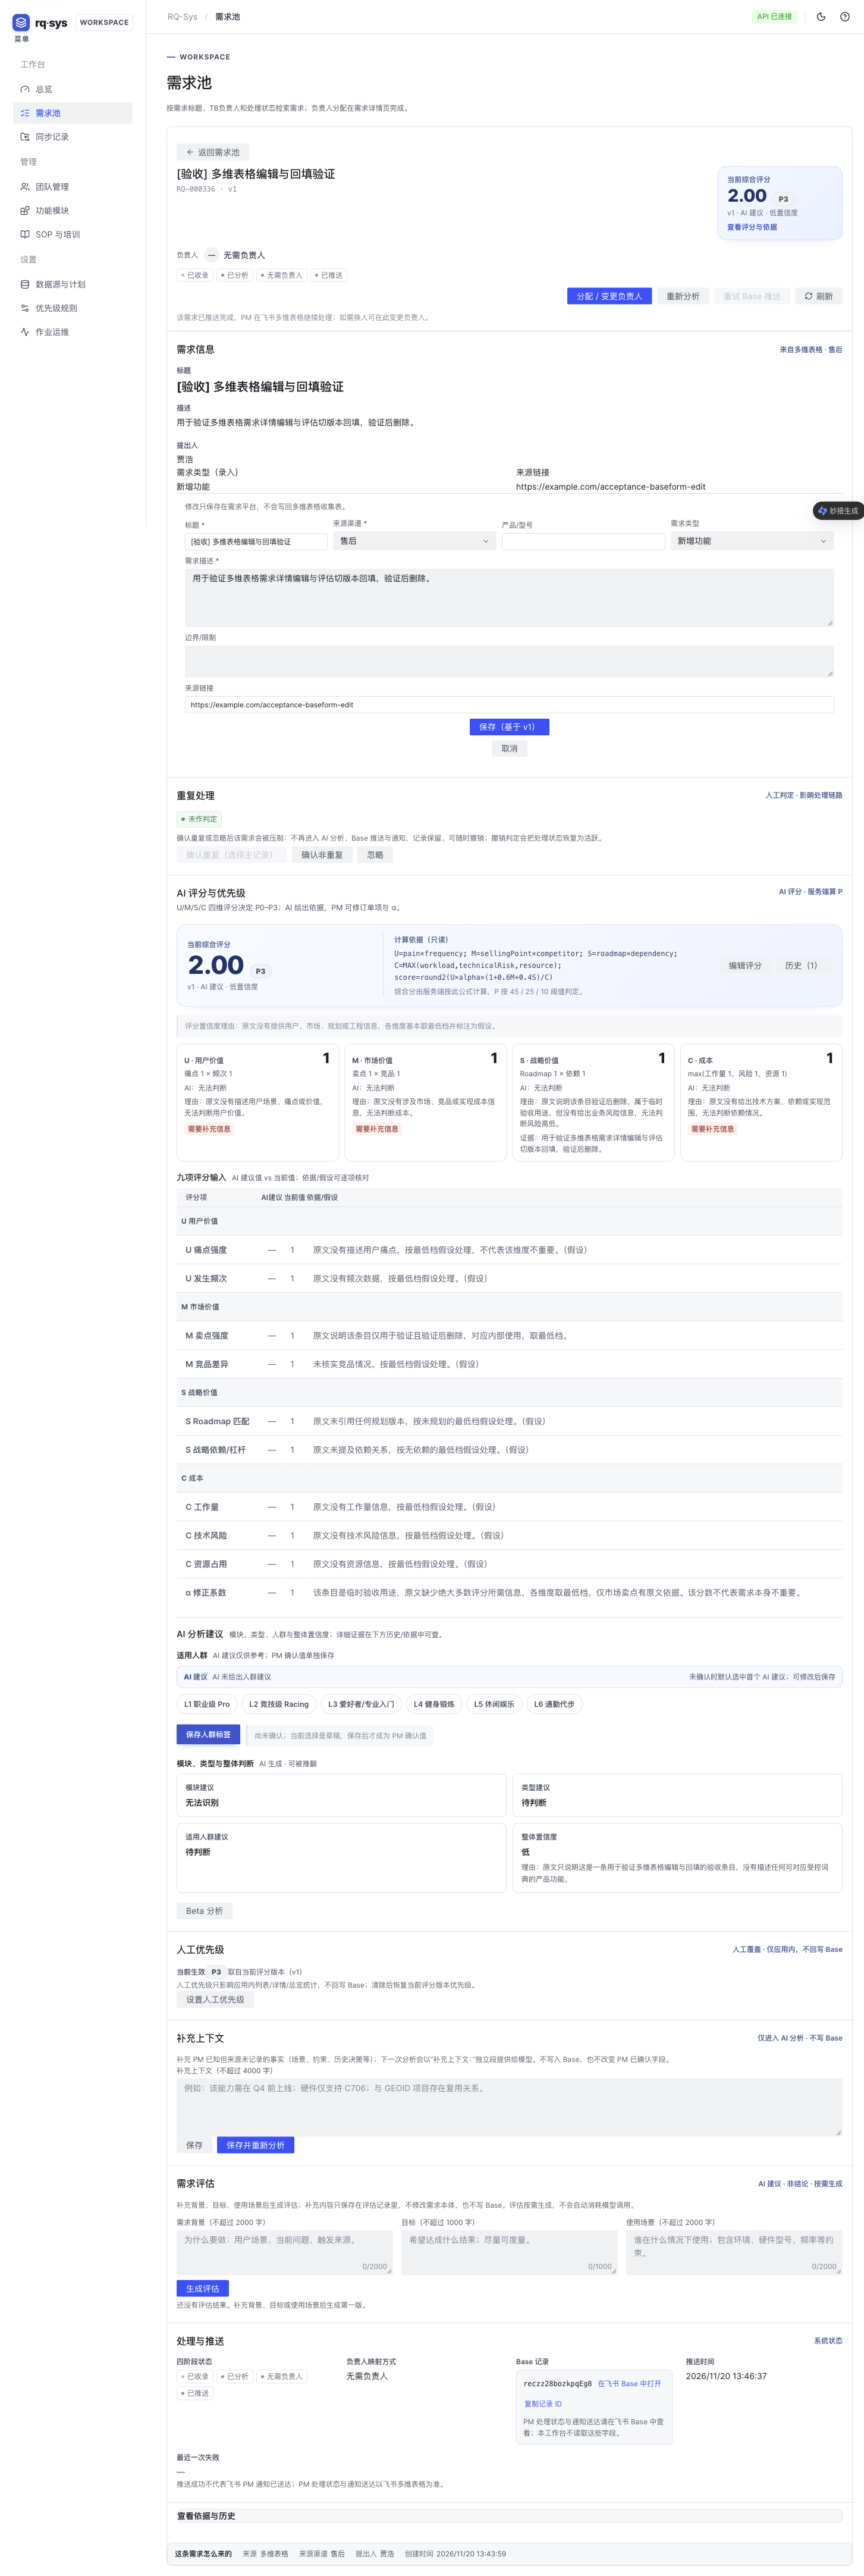 rq·sys WORKSPACE
菜单
工作台
总览
需求池
同步记录
管理
团队管理
功能模块
SOP 与培训
设置
数据源与计划
优先级规则
作业运维
RQ-Sys / 需求池
API 已连接
WORKSPACE
需求池
按需求标题、TB负责人和处理状态检索需求；负责人分配在需求详情页完成。
← 返回需求池
[验收] 多维表格编辑与回填验证
RQ-000336 · v1
当前综合评分
2.00 P3
v1 · AI 建议 · 低置信度
查看评分与依据
负责人 — 无需负责人
已收录 已分析 无需负责人 已推送
分配 / 变更负责人 重新分析 重试 Base 推送 刷新
该需求已推送完成，PM 在飞书多维表格继续处理；如需换人可在此变更负责人。
需求信息 来自多维表格 · 售后
标题
[验收] 多维表格编辑与回填验证
描述
用于验证多维表格需求详情编辑与评估切版本回填，验证后删除。
提出人
贾浩
需求类型（录入） 来源链接
新增功能 https://example.com/acceptance-baseform-edit
妙搭生成
修改只保存在需求平台，不会写回多维表格收集表。
标题 * 来源渠道 * 产品/型号 需求类型
[验收] 多维表格编辑与回填验证 售后 新增功能
需求描述 *
用于验证多维表格需求详情编辑与评估切版本回填，验证后删除。
边界/限制
来源链接
https://example.com/acceptance-baseform-edit
保存（基于 v1）
取消
重复处理 人工判定 · 影响处理链路
未作判定
确认重复或忽略后该需求会被压制：不再进入 AI 分析、Base 推送与通知，记录保留、可随时撤销；撤销判定会把处理状态恢复为活跃。
确认重复（选择主记录） 确认非重复 忽略
AI 评分与优先级 AI 评分 · 服务端算 P
U/M/S/C 四维评分决定 P0–P3；AI 给出依据，PM 可修订单项与 α。
当前综合评分
2.00 P3
v1 · AI 建议 · 低置信度
计算依据（只读）
U=pain×frequency; M=sellingPoint×competitor; S=roadmap×dependency;
C=MAX(workload,technicalRisk,resource);
score=round2(U×alpha×(1+0.6M+0.4S)/C)
综合分由服务端按此公式计算，P 按 45 / 25 / 10 阈值判定。
编辑评分 历史（1）
评分置信度理由：原文没有提供用户、市场、规划或工程信息，各维度基本取最低档并标注为假设。
U · 用户价值 1
痛点 1 × 频次 1
AI：无法判断
理由：原文没有描述用户场景、痛点或价值，无法判断用户价值。
需要补充信息
M · 市场价值 1
卖点 1 × 竞品 1
AI：无法判断
理由：原文没有涉及市场、竞品或实现成本信息，无法判断成本。
需要补充信息
S · 战略价值 1
Roadmap 1 × 依赖 1
AI：无法判断
理由：原文说明该条目验证后删除，属于临时验收用途，但没有给出业务风险信息，无法判断风险高低。
证据：用于验证多维表格需求详情编辑与评估切版本回填，验证后删除。
C · 成本 1
max(工作量 1，风险 1，资源 1)
AI：无法判断
理由：原文没有给出技术方案、依赖或实现范围，无法判断依赖情况。
需要补充信息
九项评分输入 AI 建议值 vs 当前值；依据/假设可逐项核对
评分项 AI建议 当前值 依据/假设
U 用户价值
U 痛点强度 — 1 原文没有描述用户痛点，按最低档假设处理，不代表该维度不重要。（假设）
U 发生频次 — 1 原文没有频次数据，按最低档假设处理。（假设）
M 市场价值
M 卖点强度 — 1 原文说明该条目仅用于验证且验证后删除，对应内部使用，取最低档。
M 竞品差异 — 1 未核实竞品情况，按最低档假设处理。（假设）
S 战略价值
S Roadmap 匹配 — 1 原文未引用任何规划版本，按未规划的最低档假设处理。（假设）
S 战略依赖/杠杆 — 1 原文未提及依赖关系，按无依赖的最低档假设处理。（假设）
C 成本
C 工作量 — 1 原文没有工作量信息，按最低档假设处理。（假设）
C 技术风险 — 1 原文没有技术风险信息，按最低档假设处理。（假设）
C 资源占用 — 1 原文没有资源信息，按最低档假设处理。（假设）
α 修正系数 — 1 该条目是临时验收用途，原文缺少绝大多数评分所需信息，各维度取最低档，仅市场卖点有原文依据。该分数不代表需求本身不重要。
AI 分析建议 模块、类型、人群与整体置信度；详细证据在下方历史/依据中可查。
适用人群 AI 建议仅供参考；PM 确认值单独保存
AI 建议 AI 未给出人群建议 未确认时默认选中首个 AI 建议；可修改后保存
L1 职业级 Pro L2 竞技级 Racing L3 爱好者/专业入门 L4 健身锻炼 L5 休闲娱乐 L6 通勤代步
保存人群标签 尚未确认；当前选择是草稿，保存后才成为 PM 确认值
模块、类型与整体判断 AI 生成 · 可被推翻
模块建议
无法识别
类型建议
待判断
适用人群建议
待判断
整体置信度
低
理由：原文只说明这是一条用于验证多维表格编辑与回填的验收条目，没有描述任何可对应受控词典的产品功能。
Beta 分析
人工优先级 人工覆盖 · 仅应用内、不回写 Base
当前生效 P3 取自当前评分版本（v1）
人工优先级只影响应用内列表/详情/总览统计，不回写 Base；清除后恢复当前评分版本优先级。
设置人工优先级
补充上下文 仅进入 AI 分析 · 不写 Base
补充 PM 已知但来源未记录的事实（场景、约束、历史决策等）；下一次分析会以“补充上下文：”独立段提供给模型。不写入 Base，也不改变 PM 已确认字段。
补充上下文（不超过 4000 字）
例如：该能力需在 Q4 前上线；硬件仅支持 C706；与 GEOID 项目存在复用关系。
保存 保存并重新分析
需求评估 AI 建议 · 非结论 · 按需生成
补充背景、目标、使用场景后生成评估；补充内容只保存在评估记录里，不修改需求本体，也不写 Base。评估按需生成，不会自动消耗模型调用。
需求背景（不超过 2000 字） 目标（不超过 1000 字） 使用场景（不超过 2000 字）
为什么要做：用户场景、当前问题、触发来源。
0/2000
希望达成什么结果；尽量可度量。
0/1000
谁在什么情况下使用；包含环境、硬件型号、频率等约束。
0/2000
生成评估
还没有评估结果。补充背景、目标或使用场景后生成第一版。
处理与推送 系统状态
四阶段状态
已收录 已分析 无需负责人
已推送
负责人映射方式
无需负责人
Base 记录
reczz28bozkpqEg8 在飞书 Base 中打开
复制记录 ID
PM 处理状态与通知送达请在飞书 Base 中查看；本工作台不读取这些字段。
推送时间
2026/11/20 13:46:37
最近一次失败
—
推送成功不代表飞书 PM 通知已送达；PM 处理状态与通知送达以飞书多维表格为准。
查看依据与历史
这条需求怎么来的 来源 多维表格 来源渠道 售后 提出人 贾浩 创建时间 2026/11/20 13:43:59